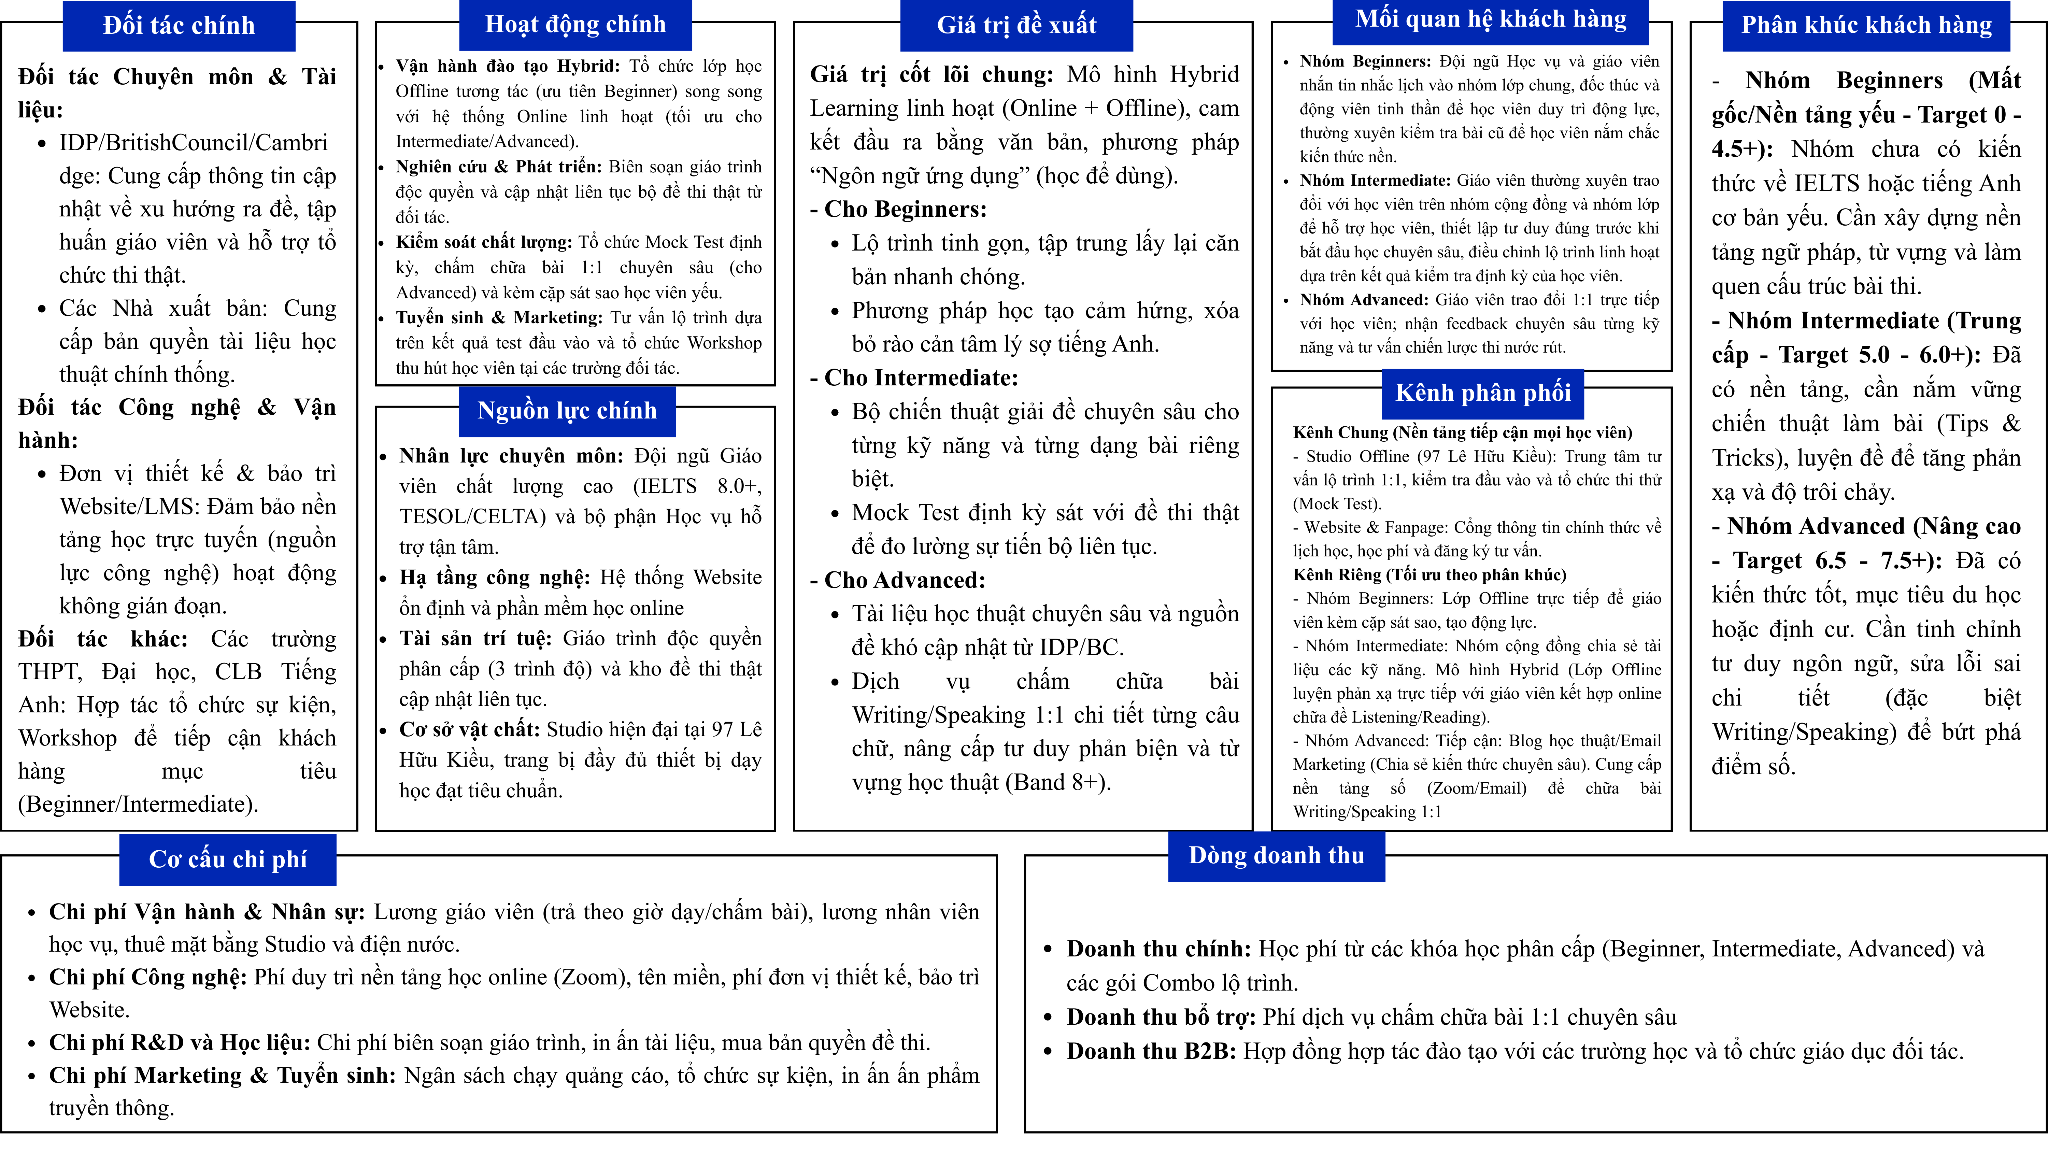 Đối tác chính
Đối tác Chuyên môn & Tài
liệu:
• IDP/BritishCouncil/Cambri
dge: Cung cấp thông tin cập
nhật về xu hướng ra đề, tập
huấn giáo viên và hỗ trợ tổ
chức thi thật.
• Các Nhà xuất bản: Cung
cấp bản quyền tài liệu học
thuật chính thống.
Đối tác Công nghệ & Vận
hành:
• Đơn vị thiết kế & bảo trì
Website/LMS: Đảm bảo nền
tảng học trực tuyến (nguồn
lực công nghệ) hoạt động
không gián đoạn.
Đối tác khác: Các trường
THPT, Đại học, CLB Tiếng
Anh: Hợp tác tổ chức sự kiện,
Workshop để tiếp cận khách
hàng mục tiêu
(Beginner/Intermediate).
Hoạt động chính
• Vận hành đào tạo Hybrid: Tổ chức lớp học
Offline tương tác (ưu tiên Beginner) song song
với hệ thống Online linh hoạt (tối ưu cho
Intermediate/Advanced).
• Nghiên cứu & Phát triển: Biên soạn giáo trình
độc quyền và cập nhật liên tục bộ đề thi thật từ
đối tác.
• Kiểm soát chất lượng: Tổ chức Mock Test định
kỳ, chấm chữa bài 1:1 chuyên sâu (cho
Advanced) và kèm cặp sát sao học viên yếu.
• Tuyển sinh & Marketing: Tư vấn lộ trình dựa
trên kết quả test đầu vào và tổ chức Workshop
thu hút học viên tại các trường đối tác.
Nguồn lực chính
• Nhân lực chuyên môn: Đội ngũ Giáo
viên chất lượng cao (IELTS 8.0+,
TESOL/CELTA) và bộ phận Học vụ hỗ
trợ tận tâm.
• Hạ tầng công nghệ: Hệ thống Website
ổn định và phần mềm học online
• Tài sản trí tuệ: Giáo trình độc quyền
phân cấp (3 trình độ) và kho đề thi thật
cập nhật liên tục.
• Cơ sở vật chất: Studio hiện đại tại 97 Lê
Hữu Kiều, trang bị đầy đủ thiết bị dạy
học đạt tiêu chuẩn.
Giá trị đề xuất
Giá trị cốt lõi chung: Mô hình Hybrid
Learning linh hoạt (Online + Offline), cam
kết đầu ra bằng văn bản, phương pháp
“Ngôn ngữ ứng dụng” (học để dùng).
- Cho Beginners:
• Lộ trình tinh gọn, tập trung lấy lại căn
bản nhanh chóng.
• Phương pháp học tạo cảm hứng, xóa
bỏ rào cản tâm lý sợ tiếng Anh.
- Cho Intermediate:
• Bộ chiến thuật giải đề chuyên sâu cho
từng kỹ năng và từng dạng bài riêng
biệt.
• Mock Test định kỳ sát với đề thi thật
để đo lường sự tiến bộ liên tục.
- Cho Advanced:
• Tài liệu học thuật chuyên sâu và nguồn
đề khó cập nhật từ IDP/BC.
• Dịch vụ chấm chữa bài
Writing/Speaking 1:1 chi tiết từng câu
chữ, nâng cấp tư duy phản biện và từ
vựng học thuật (Band 8+).
Mối quan hệ khách hàng
• Nhóm Beginners: Đội ngũ Học vụ và giáo viên
nhắn tin nhắc lịch vào nhóm lớp chung, đốc thúc và
động viên tinh thần để học viên duy trì động lực,
thường xuyên kiểm tra bài cũ để học viên nắm chắc
kiến thức nền.
• Nhóm Intermediate: Giáo viên thường xuyên trao
đổi với học viên trên nhóm cộng đồng và nhóm lớp
để hỗ trợ học viên, thiết lập tư duy đúng trước khi
bắt đầu học chuyên sâu, điều chỉnh lộ trình linh hoạt
dựa trên kết quả kiểm tra định kỳ của học viên.
• Nhóm Advanced: Giáo viên trao đổi 1:1 trực tiếp
với học viên; nhận feedback chuyên sâu từng kỹ
năng và tư vấn chiến lược thi nước rút.
Kênh phân phối
Kênh Chung (Nền tảng tiếp cận mọi học viên)
- Studio Offline (97 Lê Hữu Kiều): Trung tâm tư
vấn lộ trình 1:1, kiểm tra đầu vào và tổ chức thi thử
(Mock Test).
- Website & Fanpage: Cổng thông tin chính thức về
lịch học, học phí và đăng ký tư vấn.
Kênh Riêng (Tối ưu theo phân khúc)
- Nhóm Beginners: Lớp Offline trực tiếp để giáo
viên kèm cặp sát sao, tạo động lực.
- Nhóm Intermediate: Nhóm cộng đồng chia sẻ tài
liệu các kỹ năng. Mô hình Hybrid (Lớp Offline
luyện phản xạ trực tiếp với giáo viên kết hợp online
chữa đề Listening/Reading).
- Nhóm Advanced: Tiếp cận: Blog học thuật/Email
Marketing (Chia sẻ kiến thức chuyên sâu). Cung cấp
nền tảng số (Zoom/Email) để chữa bài
Writing/Speaking 1:1
Phân khúc khách hàng
- Nhóm Beginners (Mất
gốc/Nền tảng yếu - Target 0 -
4.5+): Nhóm chưa có kiến
thức về IELTS hoặc tiếng Anh
cơ bản yếu. Cần xây dựng nền
tảng ngữ pháp, từ vựng và làm
quen cấu trúc bài thi.
- Nhóm Intermediate (Trung
cấp - Target 5.0 - 6.0+): Đã
có nền tảng, cần nắm vững
chiến thuật làm bài (Tips &
Tricks), luyện đề để tăng phản
xạ và độ trôi chảy.
- Nhóm Advanced (Nâng cao
- Target 6.5 - 7.5+): Đã có
kiến thức tốt, mục tiêu du học
hoặc định cư. Cần tinh chỉnh
tư duy ngôn ngữ, sửa lỗi sai
chi tiết (đặc biệt
Writing/Speaking) để bứt phá
điểm số.
Cơ cấu chi phí
• Chi phí Vận hành & Nhân sự: Lương giáo viên (trả theo giờ dạy/chấm bài), lương nhân viên
học vụ, thuê mặt bằng Studio và điện nước.
• Chi phí Công nghệ: Phí duy trì nền tảng học online (Zoom), tên miền, phí đơn vị thiết kế, bảo trì
Website.
• Chi phí R&D và Học liệu: Chi phí biên soạn giáo trình, in ấn tài liệu, mua bản quyền đề thi.
• Chi phí Marketing & Tuyển sinh: Ngân sách chạy quảng cáo, tổ chức sự kiện, in ấn ấn phẩm
truyền thông.
Dòng doanh thu
• Doanh thu chính: Học phí từ các khóa học phân cấp (Beginner, Intermediate, Advanced) và
các gói Combo lộ trình.
• Doanh thu bổ trợ: Phí dịch vụ chấm chữa bài 1:1 chuyên sâu
• Doanh thu B2B: Hợp đồng hợp tác đào tạo với các trường học và tổ chức giáo dục đối tác.